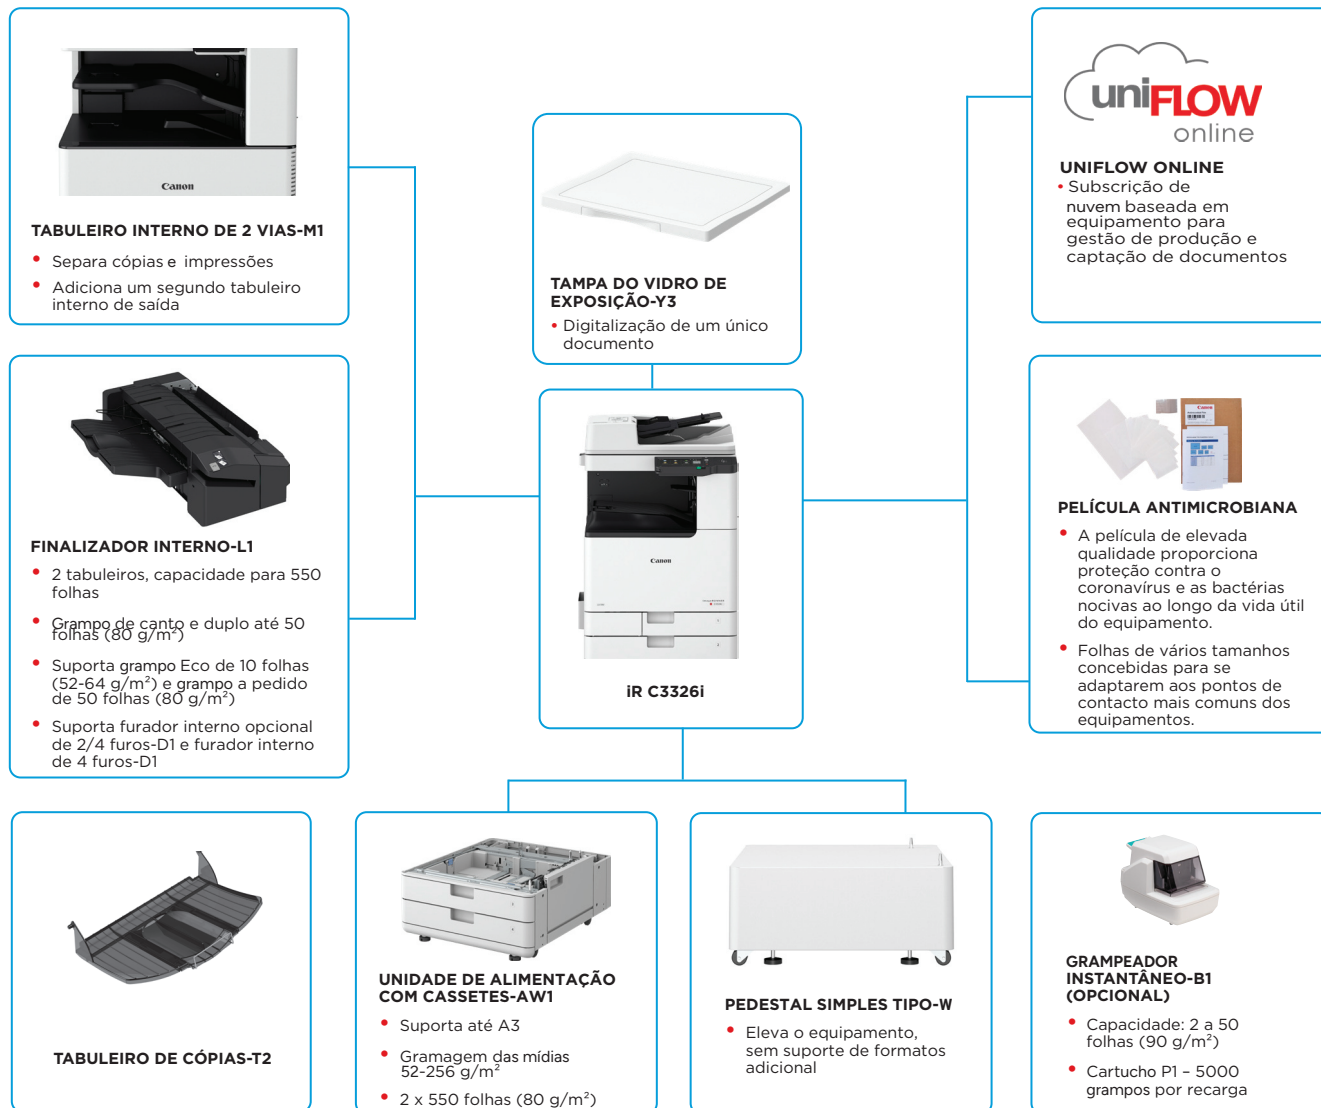 Canon
TABULEIRO INTERNO DE 2 VIAS-M1
• Separa cópias e impressões
• Adiciona um segundo tabuleiro
interno de saída
TAMPA DO VIDRO DE
EXPOSIÇÃO-Y3
• Digitalização de um único
documento
uniFLOW
online
UNIFLOW ONLINE
• Subscrição de
nuvem baseada em
equipamento para
gestão de produção e
captação de documentos
FINALIZADOR INTERNO-L1
• 2 tabuleiros, capacidade para 550
folhas
• Grampo de canto e duplo até 50
folhas (80 g/m²)
• Suporta grampo Eco de 10 folhas
(52-64 g/m²) e grampo a pedido
de 50 folhas (80 g/m²)
• Suporta furador interno opcional
de 2/4 furos-D1 e furador interno
de 4 furos-D1
Canon
iR C3326i
Canon
PELÍCULA ANTIMICROBIANA
• A película de elevada
qualidade proporciona
proteção contra o
coronavírus e as bactérias
nocivas ao longo da vida útil
do equipamento.
• Folhas de vários tamanhos
concebidas para se
adaptarem aos pontos de
contacto mais comuns dos
equipamentos.
TABULEIRO DE CÓPIAS-T2
UNIDADE DE ALIMENTAÇÃO
COM CASSETES-AW1
• Suporta até A3
• Gramagem das mídias
52-256 g/m²
• 2 x 550 folhas (80 g/m²)
PEDESTAL SIMPLES TIPO-W
• Eleva o equipamento,
sem suporte de formatos
adicional
GRAMPEADOR
INSTANTÂNEO-B1
(OPCIONAL)
• Capacidade: 2 a 50
folhas (90 g/m²)
• Cartucho P1 – 5000
grampos por recarga